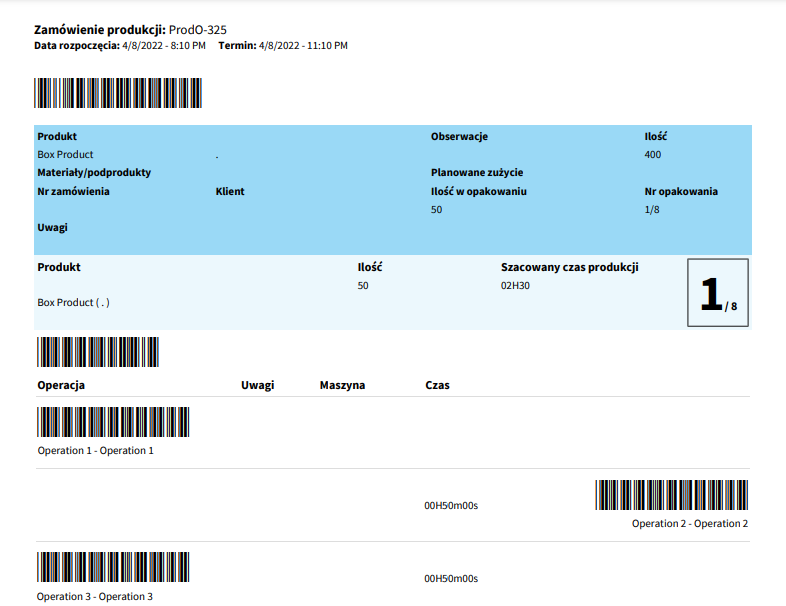 Zamówienie produkcji: ProdO-325
Data rozpoczęcia: 4/8/2022 - 8:10 PM Termin: 4/8/2022 - 11:10 PM
Produkt Obserwacje Ilość
Box Product . 400
Materiały/podprodukty Planowane zużycie
Nr zamówienia Klient Ilość w opakowaniu Nr opakowania
50 1/8
Uwagi
Produkt Ilość Szacowany czas produkcji
50 02H30
Box Product ( . )
1/ 8
Operacja Uwagi Maszyna Czas
Operation 1 - Operation 1
00H50m00s
Operation 2 - Operation 2
00H50m00s
Operation 3 - Operation 3